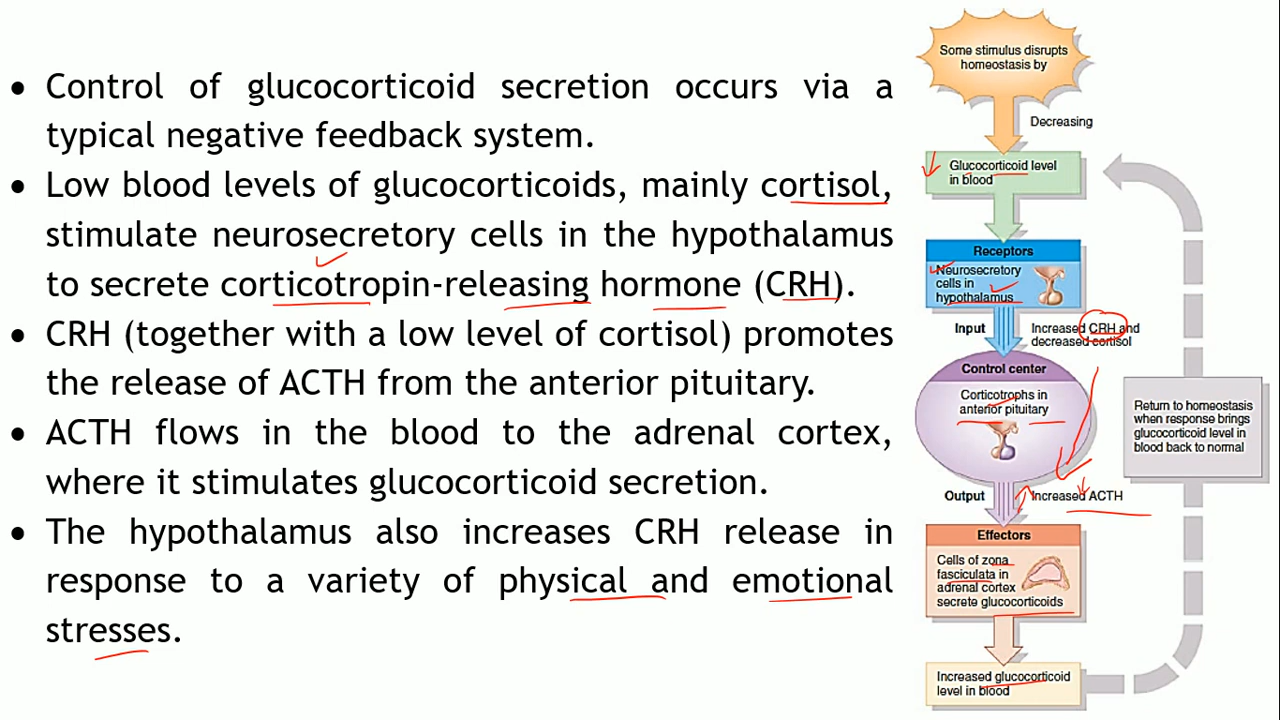 • Control of glucocorticoid secretion occurs via a
typical negative feedback system.
• Low blood levels of glucocorticoids, mainly cortisol,
stimulate neurosecretory cells in the hypothalamus
to secrete corticotropin-releasing hormone (CRH).
• CRH (together with a low level of cortisol) promotes
the release of ACTH from the anterior pituitary.
• ACTH flows in the blood to the adrenal cortex,
where it stimulates glucocorticoid secretion.
• The hypothalamus also increases CRH release in
response to a variety of physical and emotional
stresses.
Some stimulus disrupts
homeostasis by
Decreasing
Glucocorticoid level
in blood
Receptors
Neurosecretory
cells in
hypothalamus
Input
Increased CRH and
decreased cortisol
Control center
Corticotrophs in
anterior pituitary
Output
Increased ACTH
Effectors
Cells of zona
fasciculata in
adrenal cortex
secrete glucocorticoids
Increased glucocorticoid
level in blood
Return to homeostasis
when response brings
glucocorticoid level in
blood back to normal